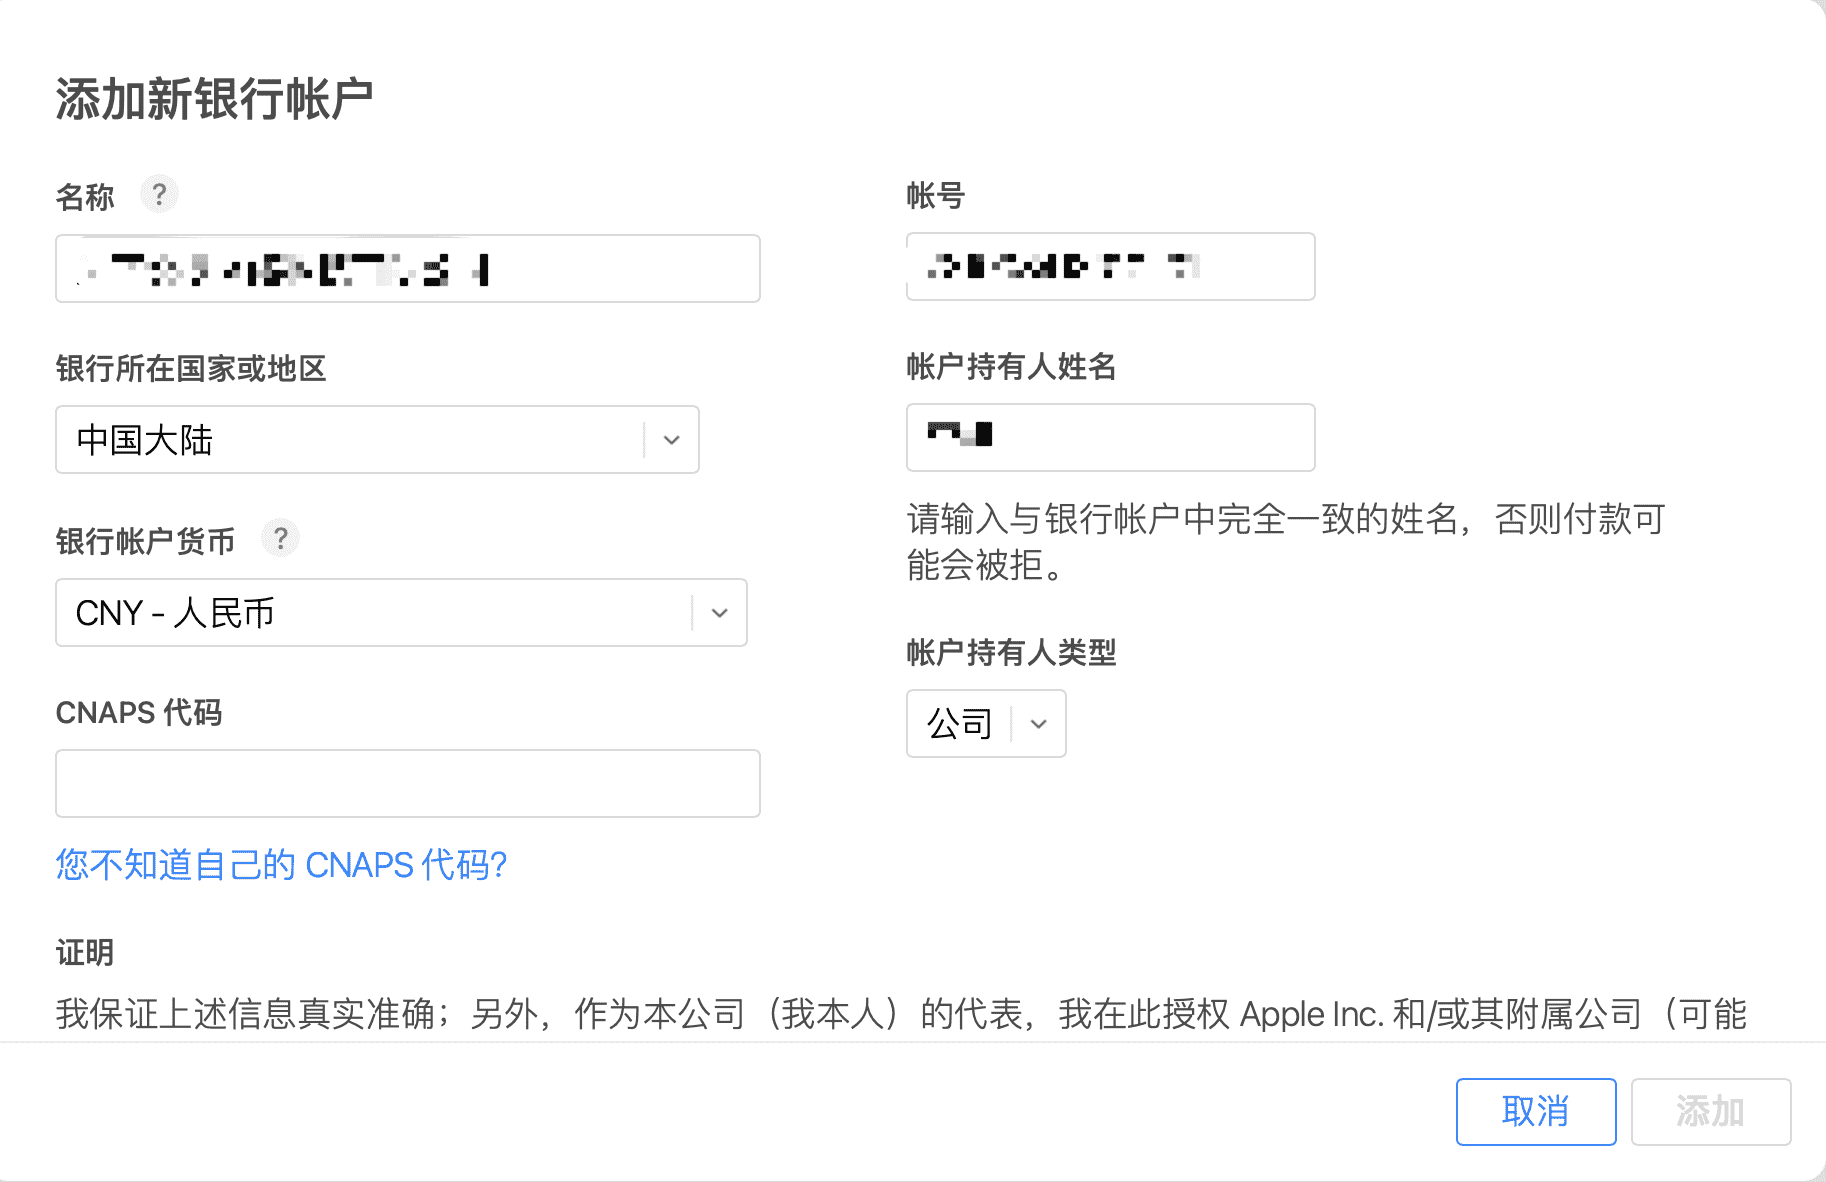 添加新银行帐户
名称 ?
帐号
银行所在国家或地区
中国大陆
帐户持有人姓名
请输入与银行帐户中完全一致的姓名，否则付款可
能会被拒。
银行帐户货币 ?
CNY - 人民币
帐户持有人类型
公司
CNAPS 代码
您不知道自己的 CNAPS 代码?
证明
我保证上述信息真实准确；另外，作为本公司（我本人）的代表，我在此授权 Apple Inc. 和/或其附属公司（可能
取消
添加